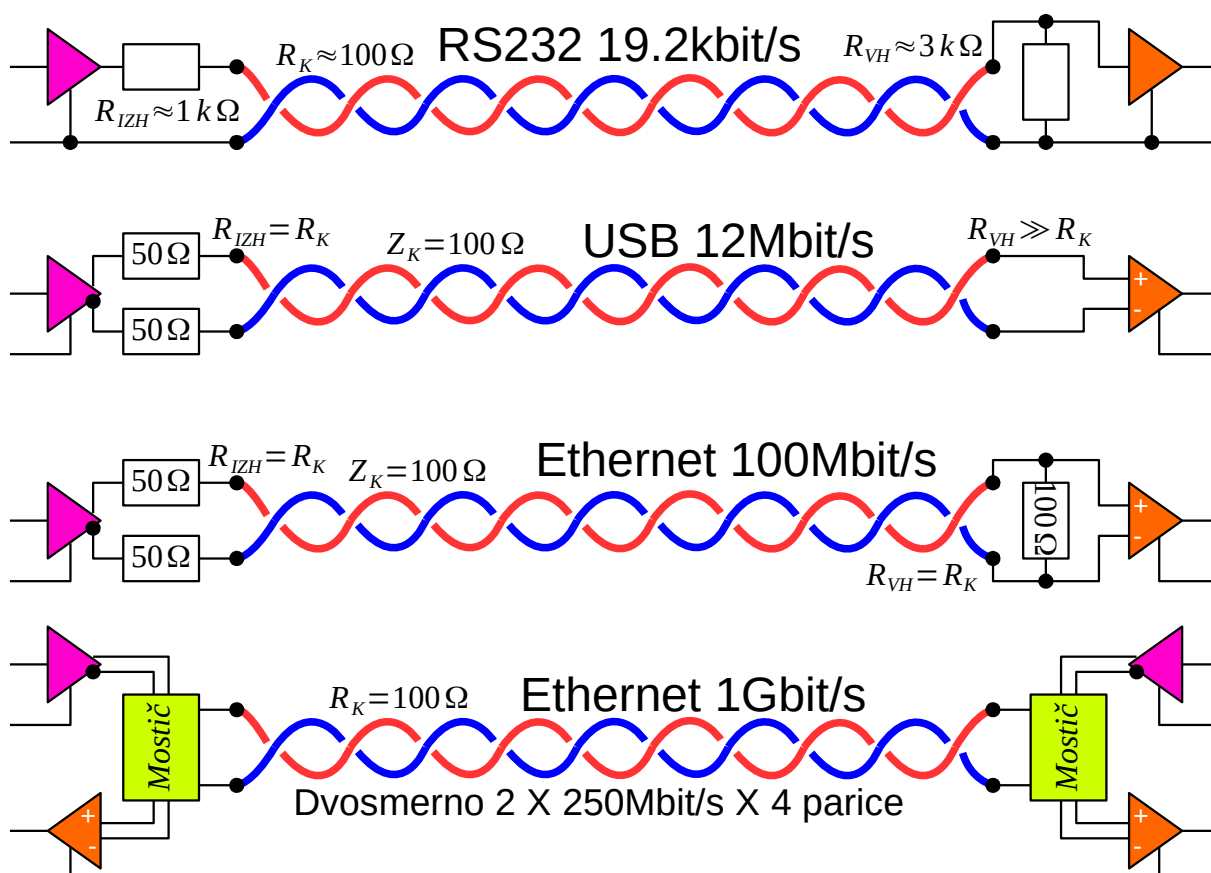 RS232 19.2kbit/s
R_K≈100Ω
R_VH≈3kΩ
R_IZH≈1kΩ
USB 12Mbit/s
R_IZH=R_K
Z_K=100Ω
R_VH≫R_K
50Ω
50Ω
+
-
Ethernet 100Mbit/s
R_IZH=R_K
Z_K=100Ω
50Ω
50Ω
100Ω
+
-
R_VH=R_K
Ethernet 1Gbit/s
R_K=100Ω
Mostič
Mostič
Dvosmerno 2 X 250Mbit/s X 4 parice
+
-
+
-